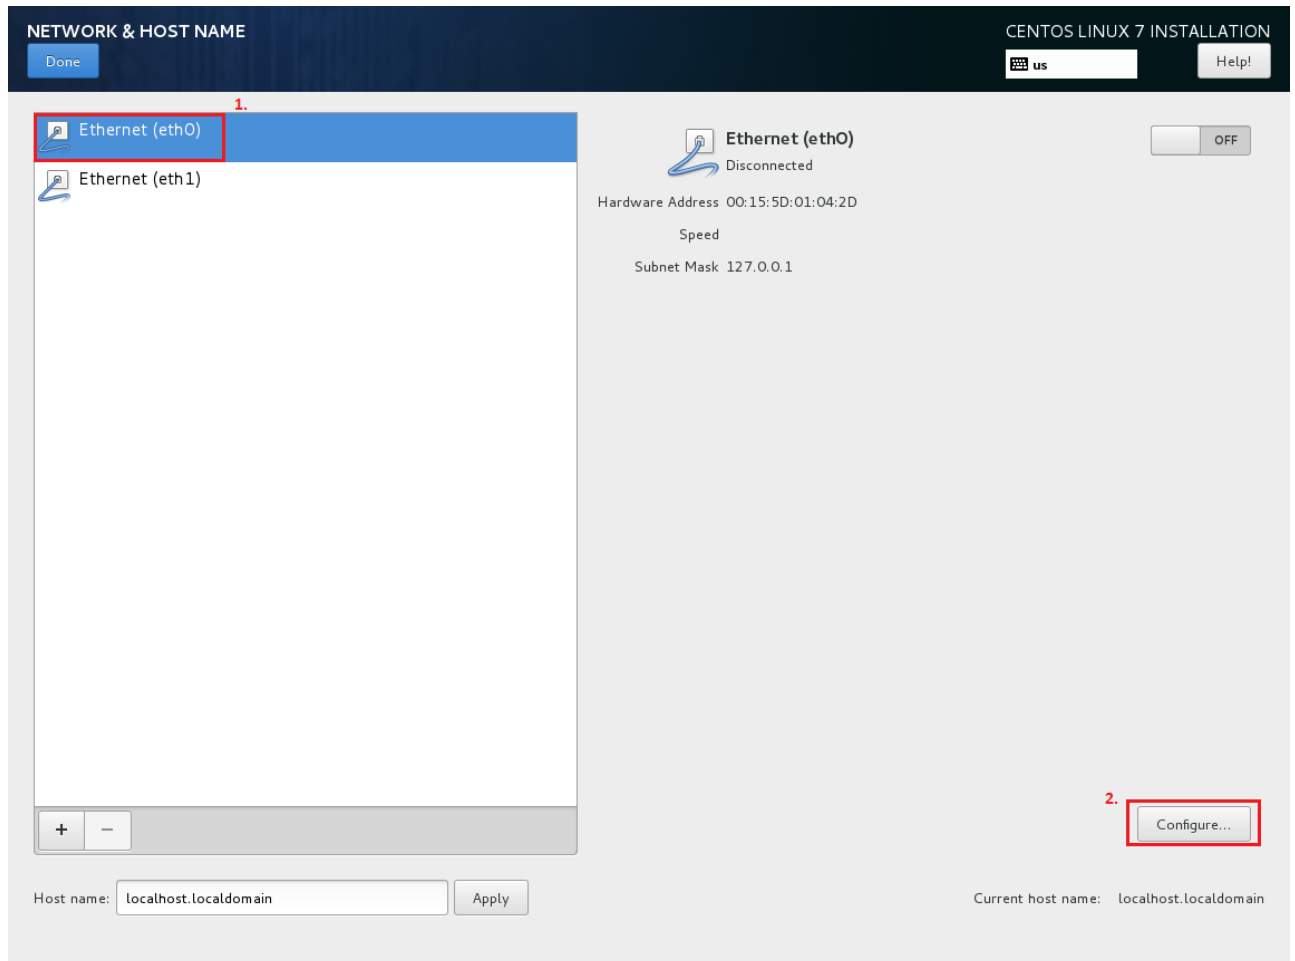 NETWORK & HOST NAME
CENTOS LINUX 7 INSTALLATION
Done
us
Help!
1.
Ethernet (eth0)
Ethernet (eth1)
Ethernet (eth0)
Disconnected
OFF
Hardware Address 00:15:5D:01:04:2D
Speed
Subnet Mask 127.0.0.1
2.
+ −
Configure...
Host name: localhost.localdomain Apply
Current host name: localhost.localdomain